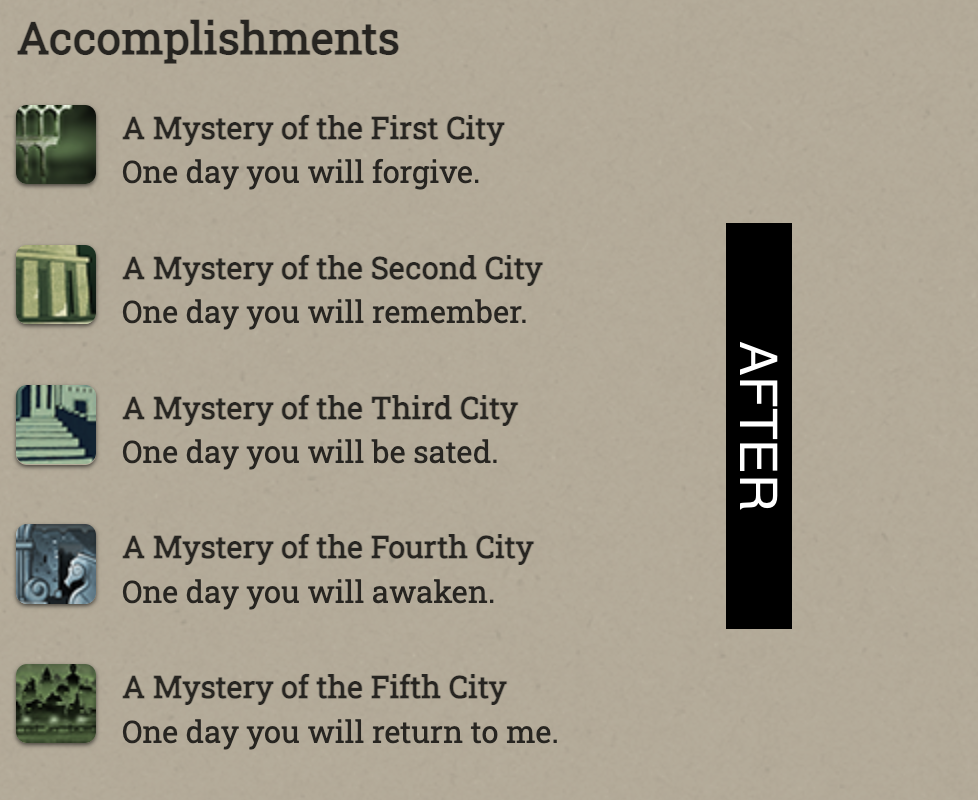 Accomplishments
A Mystery of the First City
One day you will forgive.
A Mystery of the Second City
One day you will remember.
A Mystery of the Third City
One day you will be sated.
A Mystery of the Fourth City
One day you will awaken.
A Mystery of the Fifth City
One day you will return to me.
AFTER